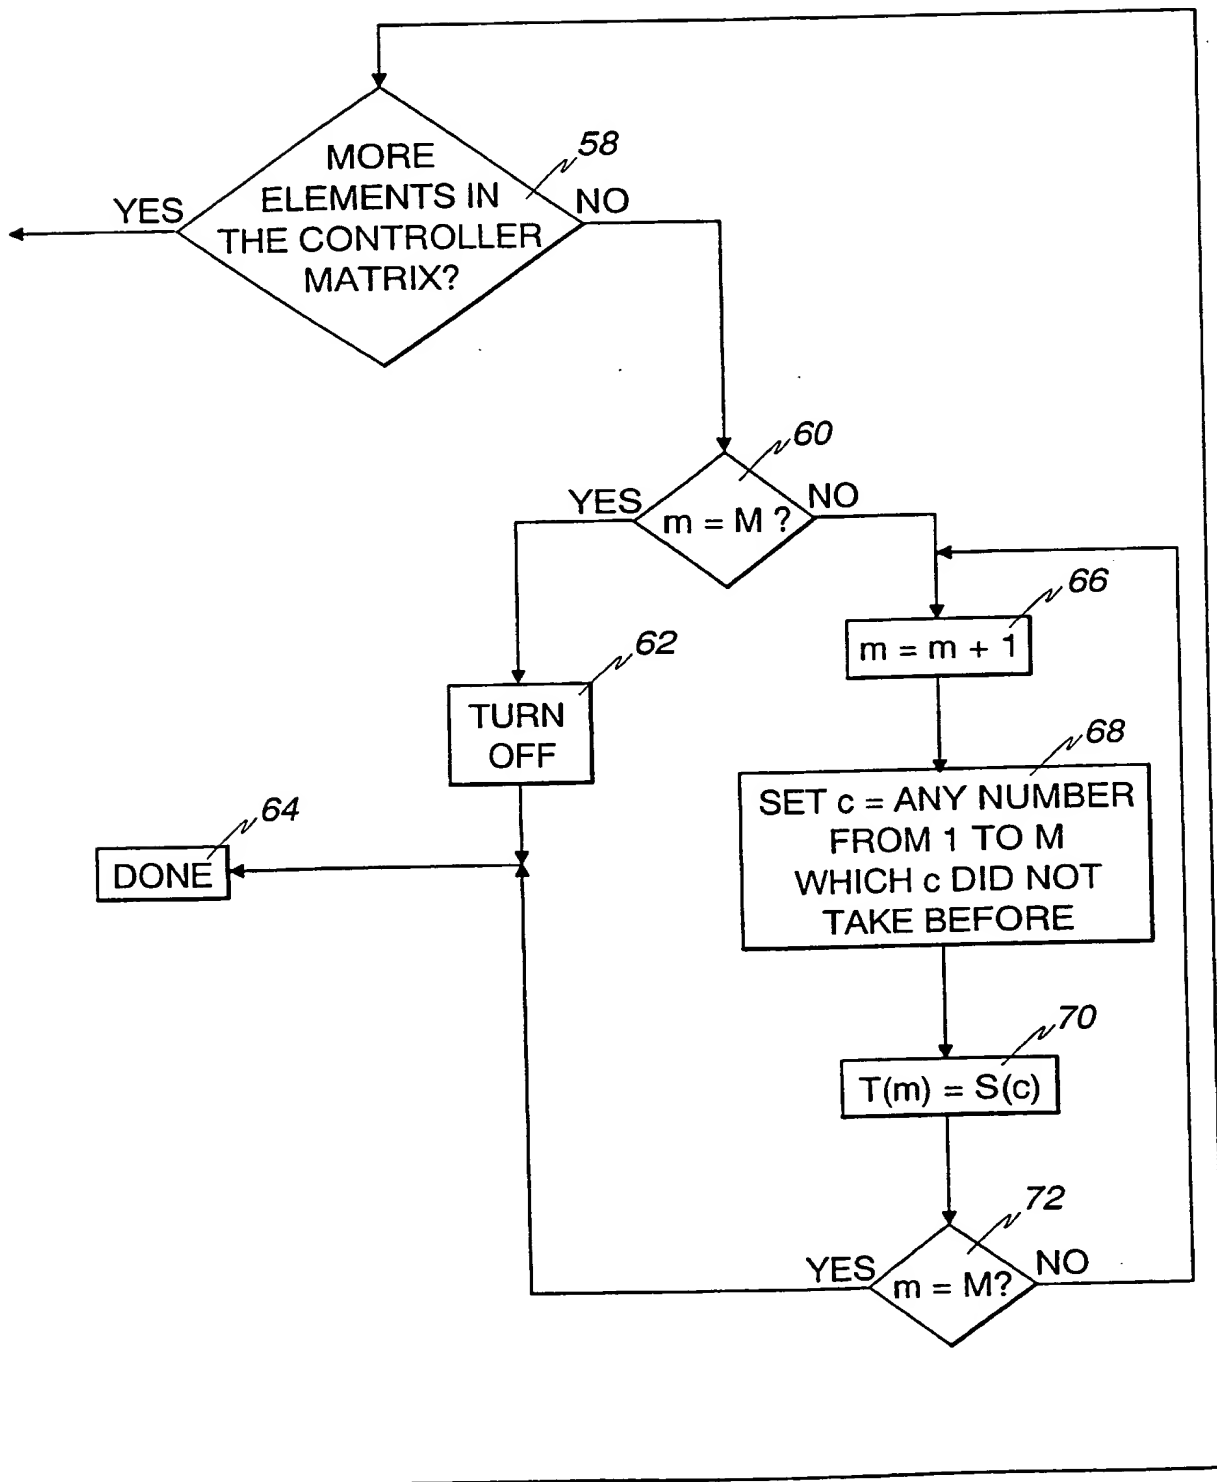 58
MORE
ELEMENTS IN
THE CONTROLLER
MATRIX?
YES
NO
60
YES
m = M ?
NO
66
m = m + 1
62
TURN
OFF
68
SET c = ANY NUMBER
FROM 1 TO M
WHICH c DID NOT
TAKE BEFORE
64
DONE
70
T(m) = S(c)
72
YES
m = M?
NO